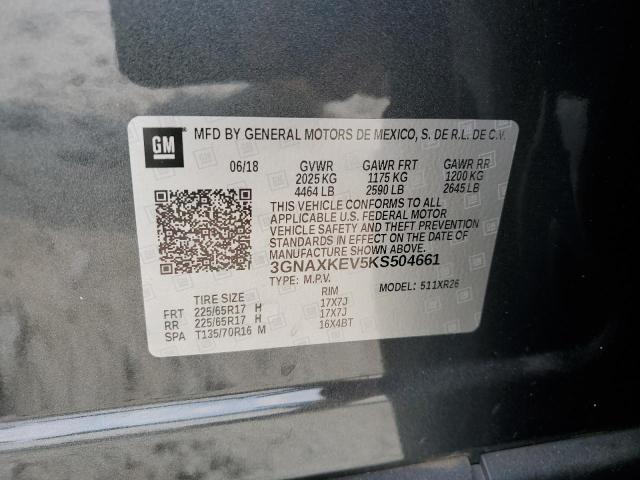 GM
MFD BY GENERAL MOTORS DE MEXICO, S. DE R.L. DE C.V.
06/18 GVWR GAWR FRT GAWR RR
2025 KG 1175 KG 1200 KG
4464 LB 2590 LB 2645 LB
THIS VEHICLE CONFORMS TO ALL
APPLICABLE U.S. FEDERAL MOTOR
VEHICLE SAFETY AND THEFT PREVENTION
STANDARDS IN EFFECT ON THE DATE OF
MANUFACTURE SHOWN ABOVE.
3GNAXKEV5KS504661
TYPE: M.P.V. MODEL: 511XR26
TIRE SIZE RIM
FRT 225/65R17 H 17X7J
RR 225/65R17 H 17X7J
SPA T135/70R16 M 16X4BT